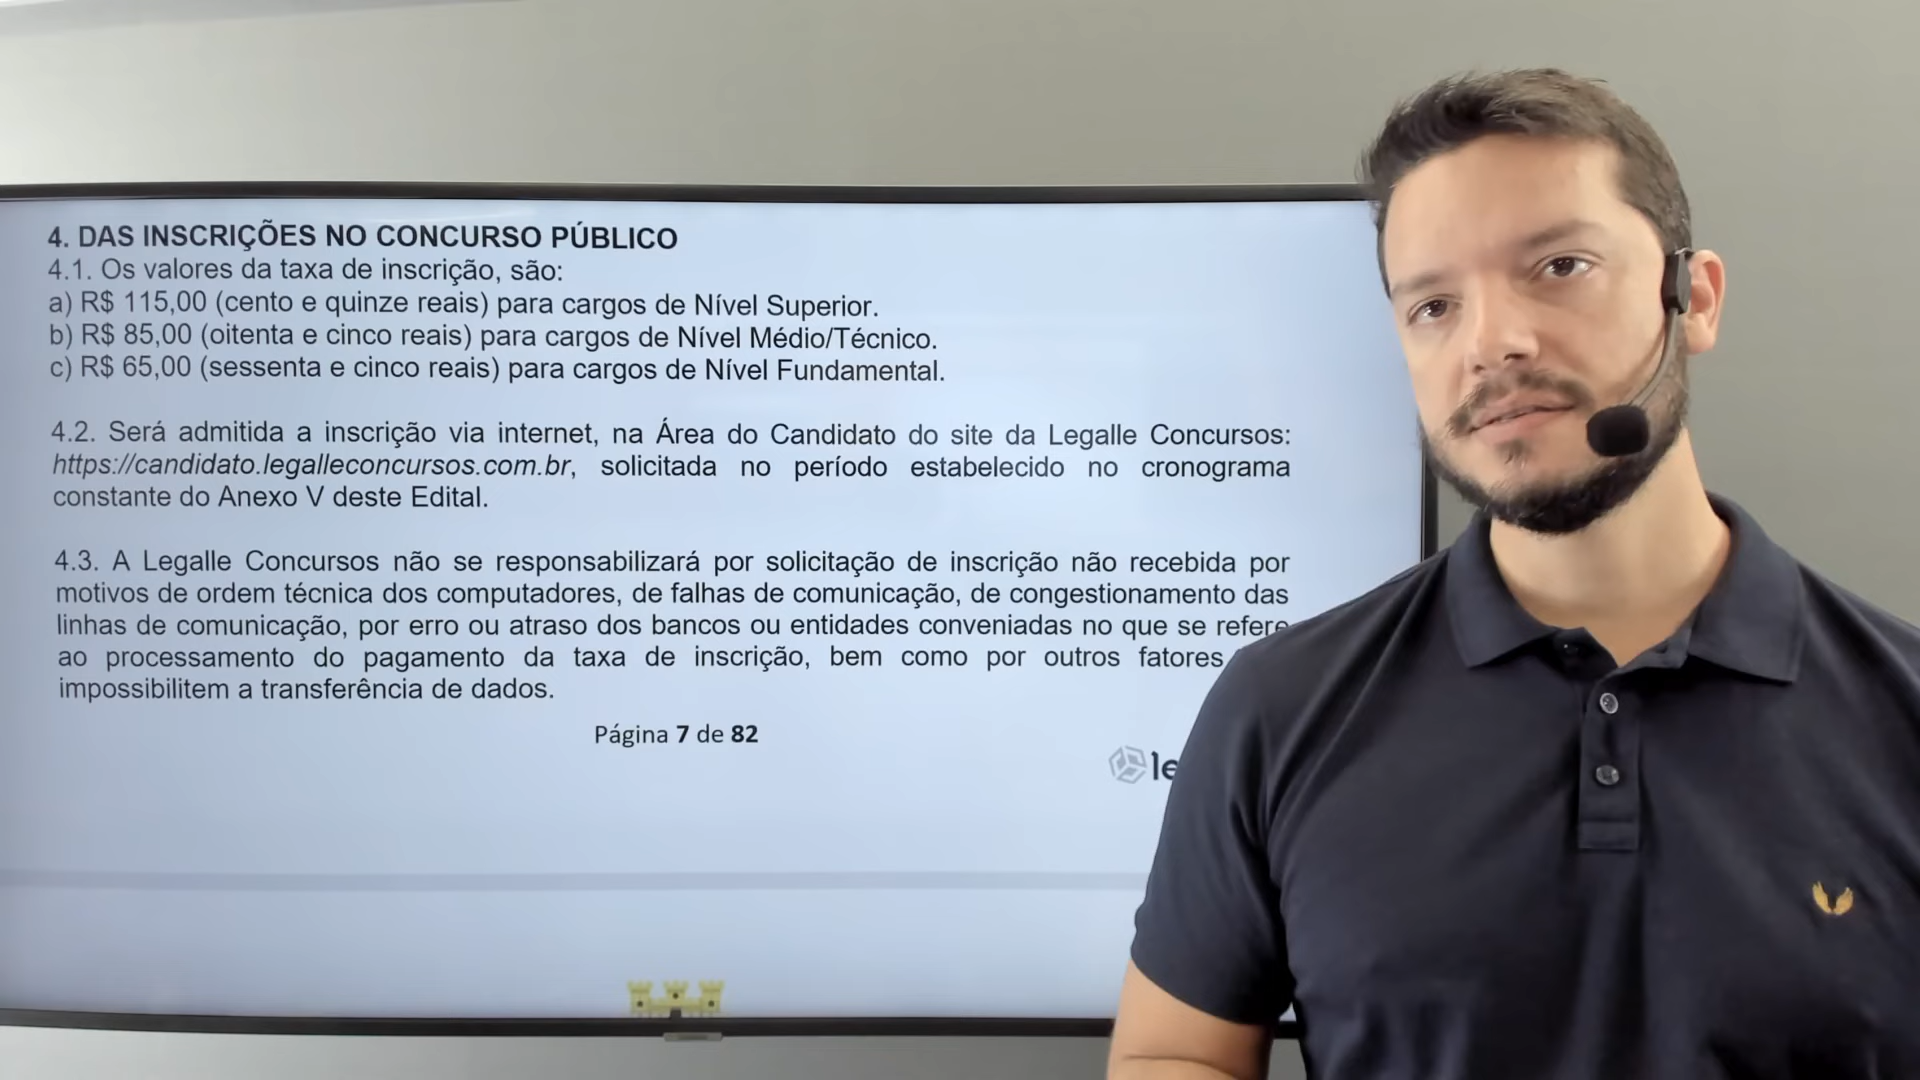 4. DAS INSCRIÇÕES NO CONCURSO PÚBLICO
4.1. Os valores da taxa de inscrição, são:
a) R$ 115,00 (cento e quinze reais) para cargos de Nível Superior.
b) R$ 85,00 (oitenta e cinco reais) para cargos de Nível Médio/Técnico.
c) R$ 65,00 (sessenta e cinco reais) para cargos de Nível Fundamental.
4.2. Será admitida a inscrição via internet, na Área do Candidato do site da Legalle Concursos:
https://candidato.legalleconcursos.com.br, solicitada no período estabelecido no cronograma
constante do Anexo V deste Edital.
4.3. A Legalle Concursos não se responsabilizará por solicitação de inscrição não recebida por
motivos de ordem técnica dos computadores, de falhas de comunicação, de congestionamento das
linhas de comunicação, por erro ou atraso dos bancos ou entidades conveniadas no que se refere
ao processamento do pagamento da taxa de inscrição, bem como por outros fatores
impossibilitem a transferência de dados.
Página 7 de 82